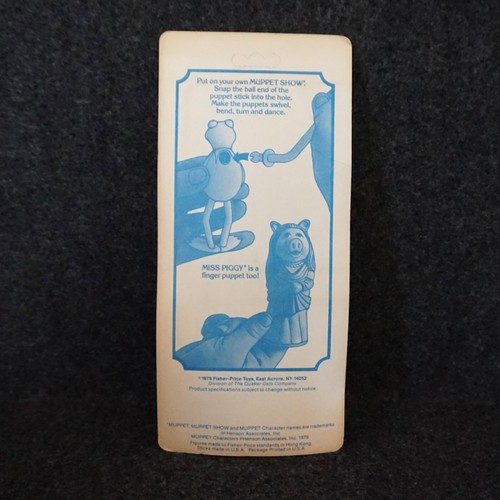 Put on your own MUPPET SHOW*.
Snap the ball end of the
puppet stick into the hole.
Make the puppets swivel,
bend, turn and dance.
MISS PIGGY* is a
finger puppet too!
©1979 Fisher-Price Toys, East Aurora, NY 14052
Division of The Quaker Oats Company
Product specifications subject to change without notice.
*MUPPET, MUPPET SHOW and MUPPET Character names are trademarks
of Henson Associates, Inc.
MUPPET Characters ©Henson Associates, Inc. 1978
Figures made to Fisher-Price standards in Hong Kong
Sticks made in U.S.A. Package Printed in U.S.A.